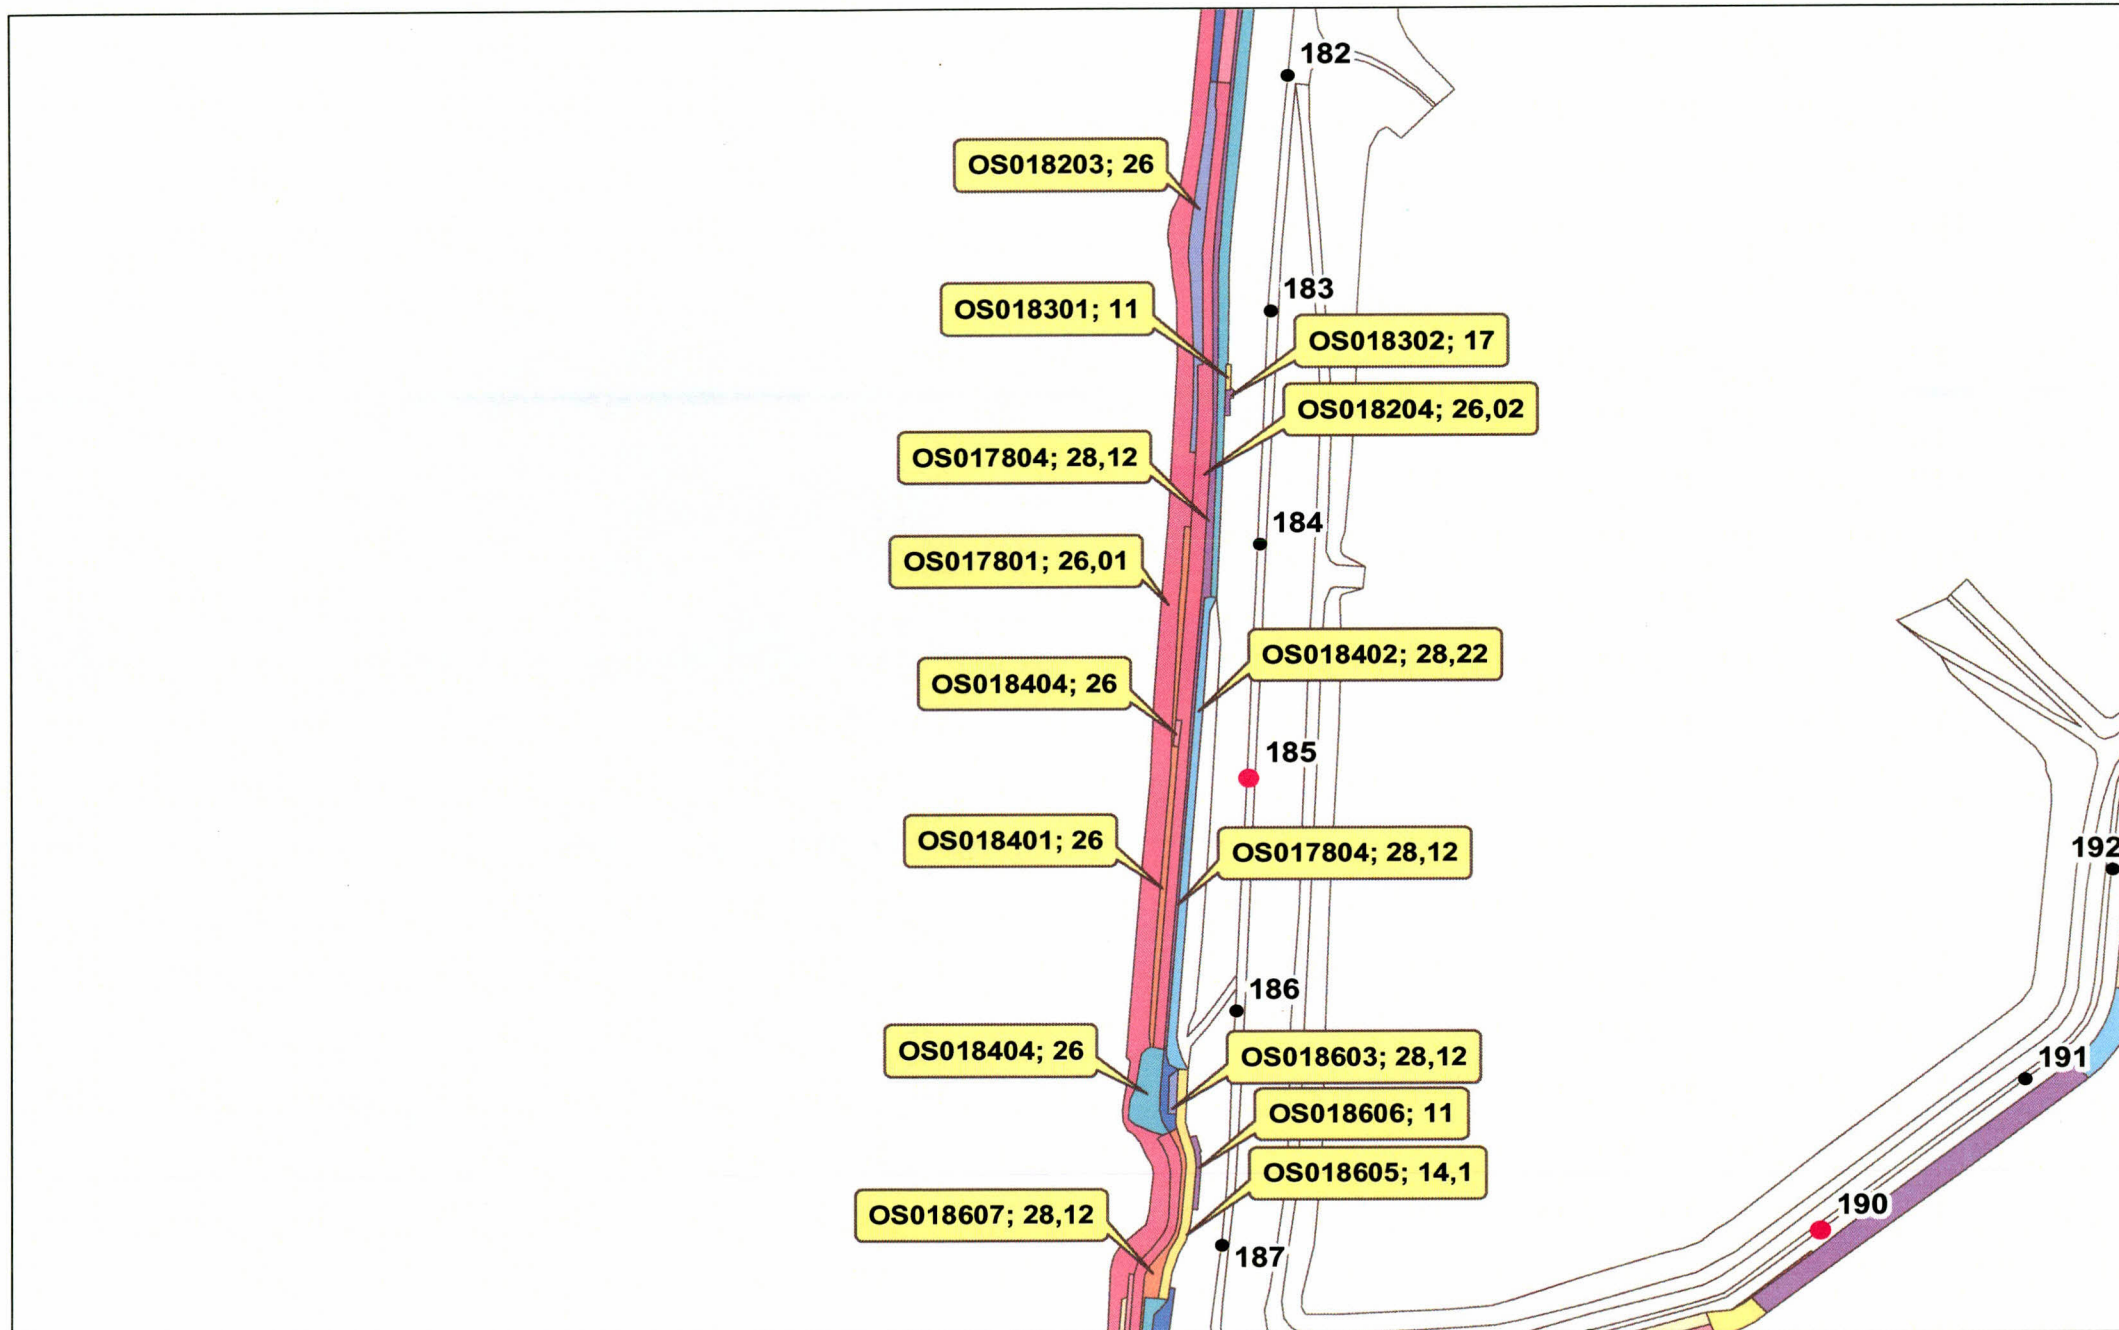 182
OS018203; 26
183
OS018301; 11
OS018302; 17
OS018204; 26,02
OS017804; 28,12
184
OS017801; 26,01
OS018402; 28,22
OS018404; 26
185
OS018401; 26
OS017804; 28,12
192
186
OS018404; 26
OS018603; 28,12
191
OS018606; 11
OS018605; 14,1
190
OS018607; 28,12
187